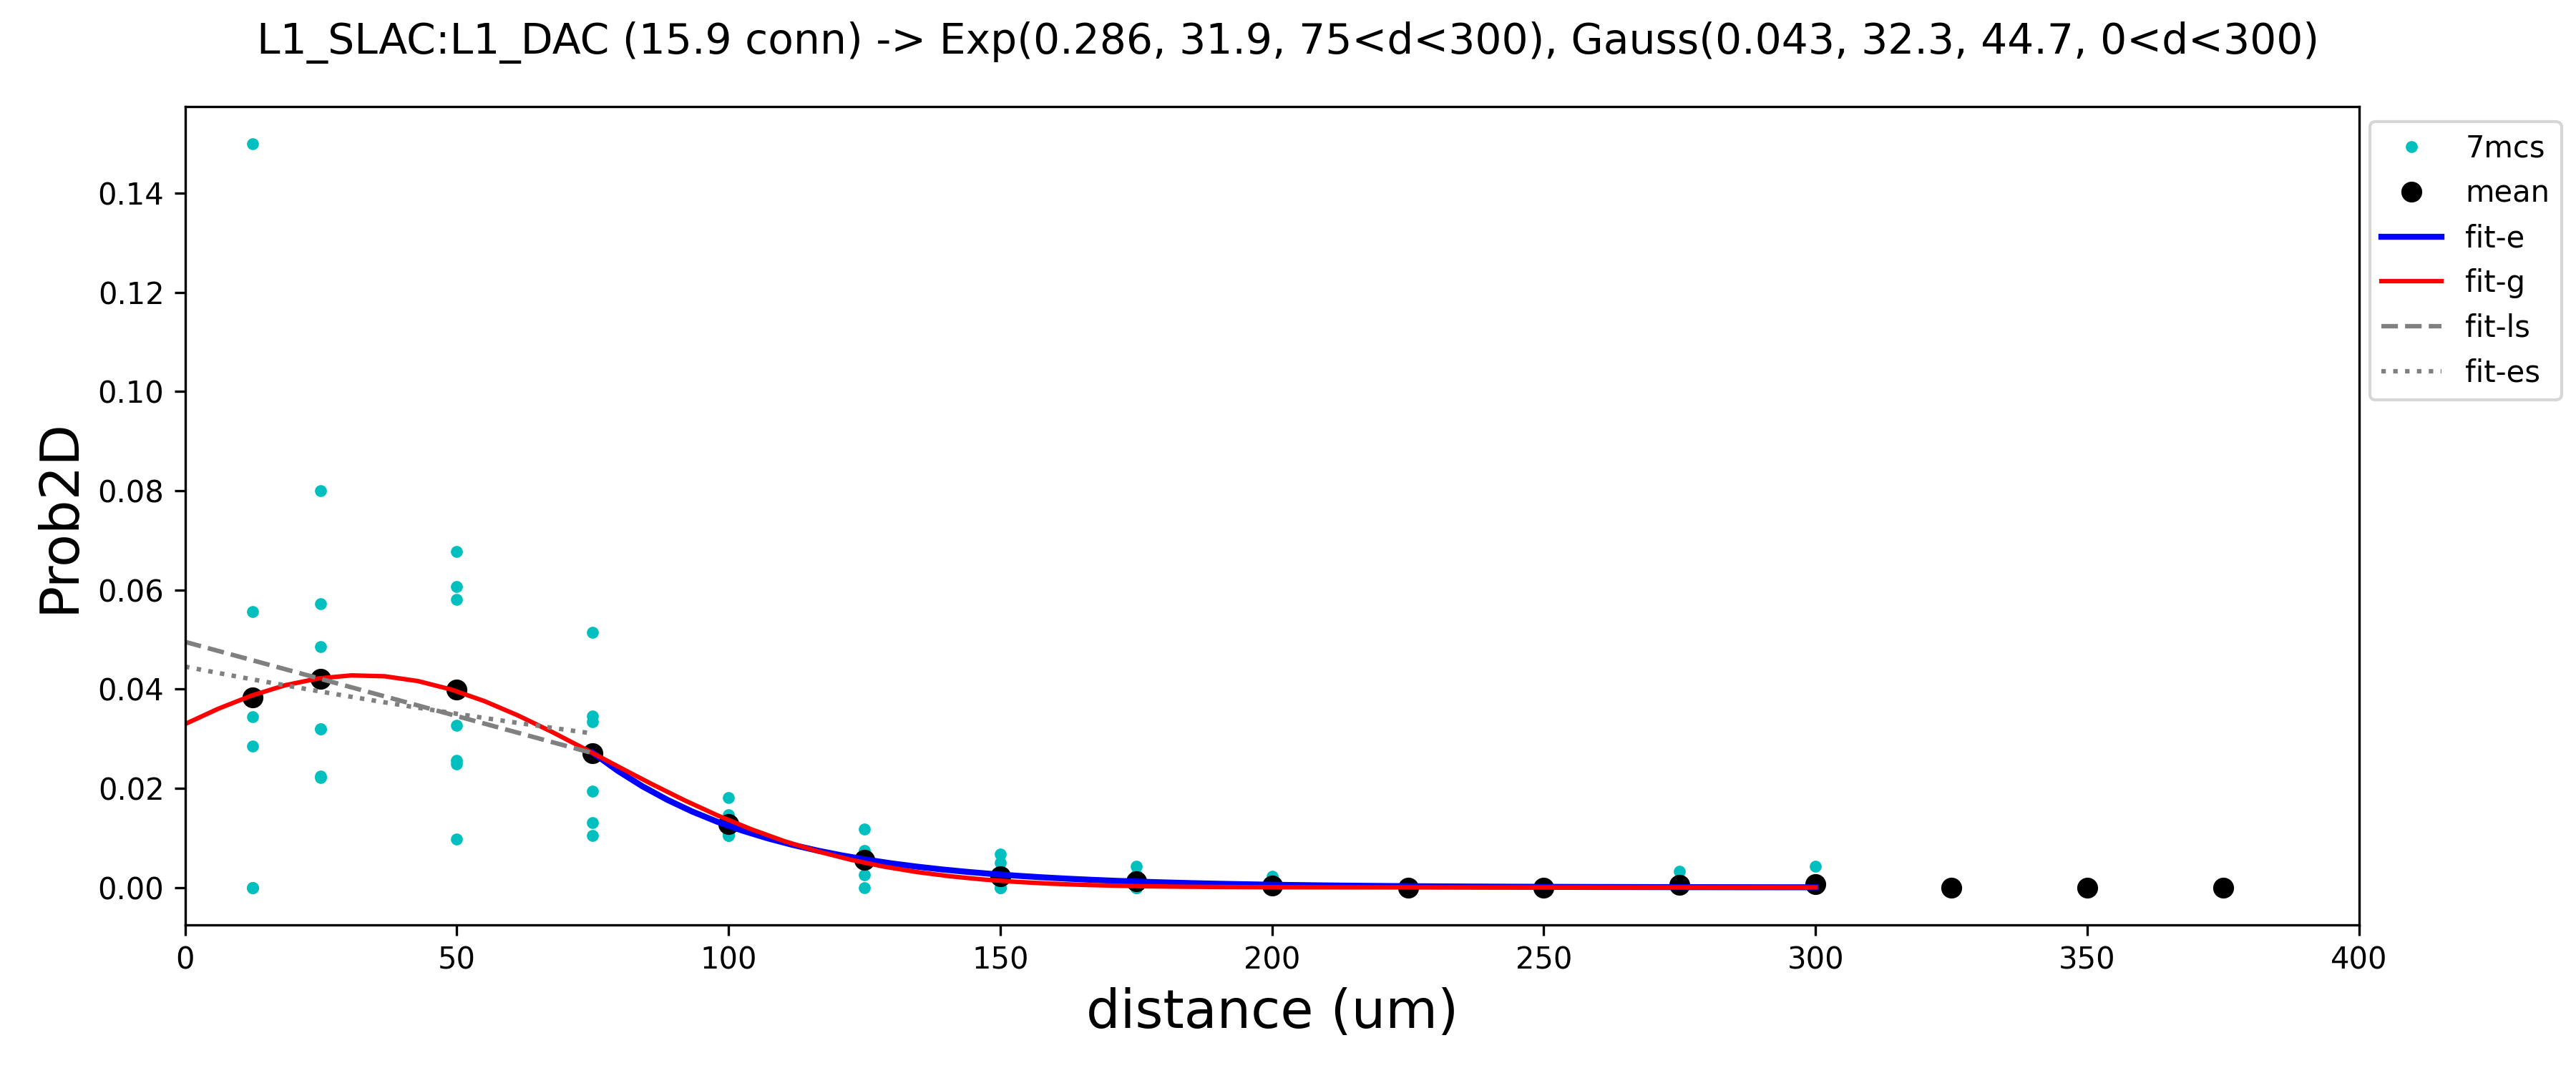 L1_SLAC:L1_DAC (15.9 conn) -> Exp(0.286, 31.9, 75<d<300), Gauss(0.043, 32.3, 44.7, 0<d<300)
7mcs
mean
fit-e
fit-g
fit-ls
fit-es
Prob2D
0.14
0.12
0.10
0.08
0.06
0.04
0.02
0.00
0 50 100 150 200 250 300 350 400
distance (um)